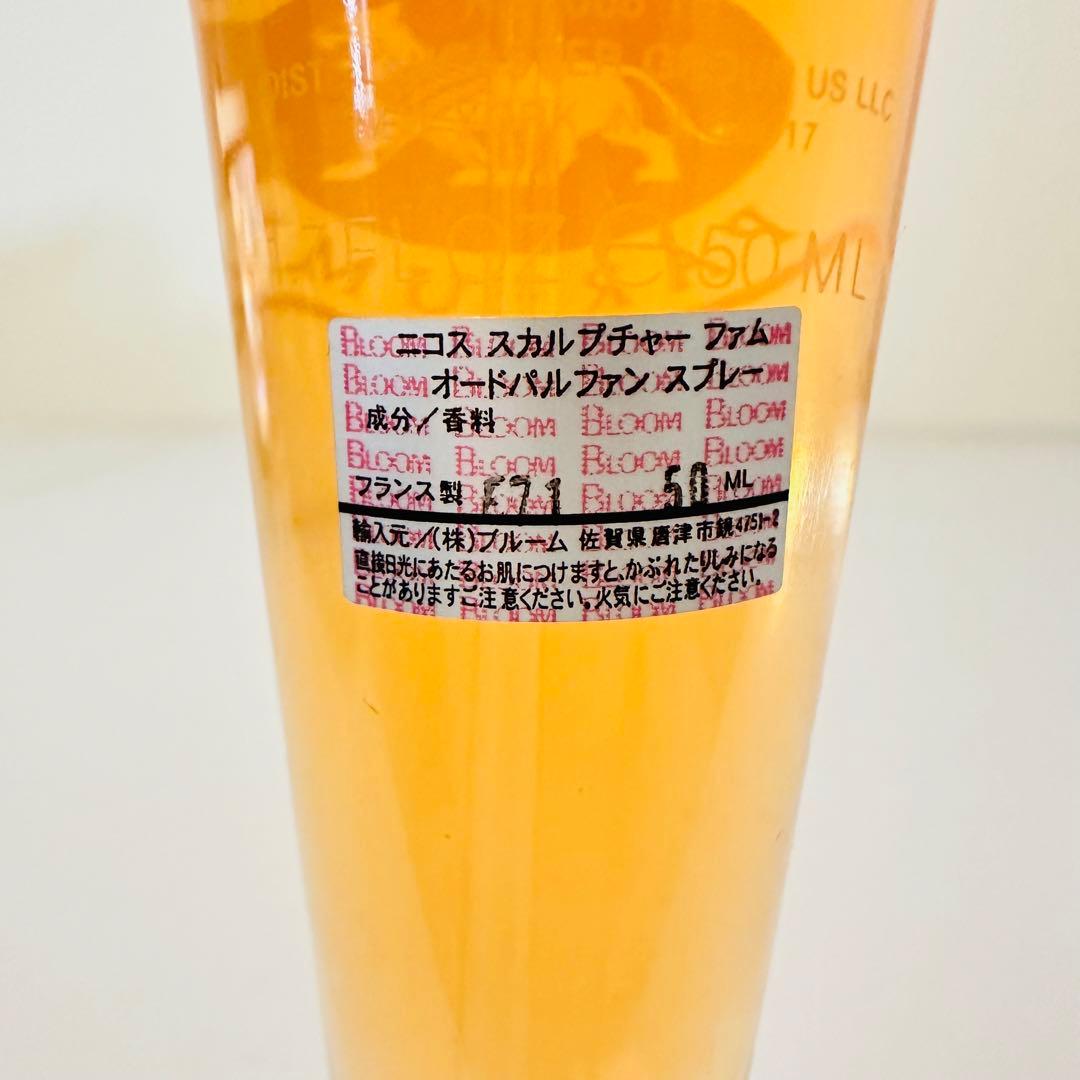 US LLC
17
50 ML
ニコス スカルプチャー ファム
オードパルファン スプレー
成分／香料
フランス製 E71 50 ML
輸入元／(株)ブルーム 佐賀県唐津市鏡4751-2
直接日光にあたるお肌につけますと、かぶれたりしみになる
ことがありますご注意ください。火気にご注意ください。
BLOOM